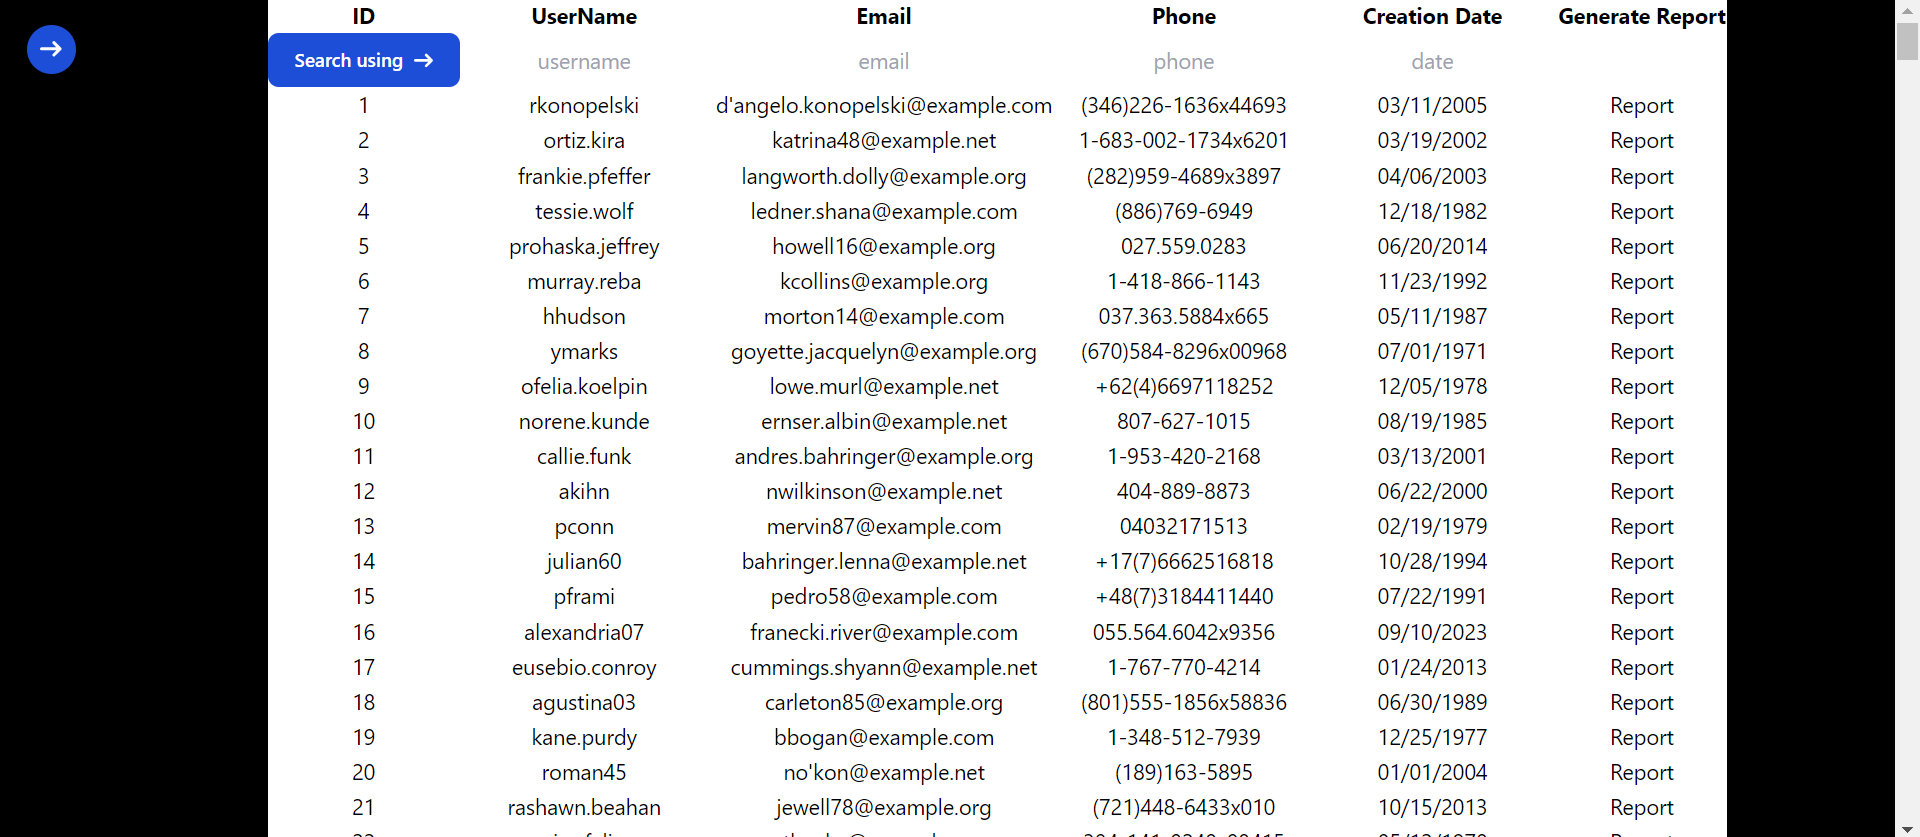 ID UserName Email Phone Creation Date Generate Report
Search using → username email phone date
1 rkonopelski d'angelo.konopelski@example.com (346)226-1636x44693 03/11/2005 Report
2 ortiz.kira katrina48@example.net 1-683-002-1734x6201 03/19/2002 Report
3 frankie.pfeffer langworth.dolly@example.org (282)959-4689x3897 04/06/2003 Report
4 tessie.wolf ledner.shana@example.com (886)769-6949 12/18/1982 Report
5 prohaska.jeffrey howell16@example.org 027.559.0283 06/20/2014 Report
6 murray.reba kcollins@example.org 1-418-866-1143 11/23/1992 Report
7 hhudson morton14@example.com 037.363.5884x665 05/11/1987 Report
8 ymarks goyette.jacquelyn@example.org (670)584-8296x00968 07/01/1971 Report
9 ofelia.koelpin lowe.murl@example.net +62(4)6697118252 12/05/1978 Report
10 norene.kunde ernser.albin@example.net 807-627-1015 08/19/1985 Report
11 callie.funk andres.bahringer@example.org 1-953-420-2168 03/13/2001 Report
12 akihn nwilkinson@example.net 404-889-8873 06/22/2000 Report
13 pconn mervin87@example.com 04032171513 02/19/1979 Report
14 julian60 bahringer.lenna@example.net +17(7)6662516818 10/28/1994 Report
15 pframi pedro58@example.com +48(7)3184411440 07/22/1991 Report
16 alexandria07 franecki.river@example.com 055.564.6042x9356 09/10/2023 Report
17 eusebio.conroy cummings.shyann@example.net 1-767-770-4214 01/24/2013 Report
18 agustina03 carleton85@example.org (801)555-1856x58836 06/30/1989 Report
19 kane.purdy bbogan@example.com 1-348-512-7939 12/25/1977 Report
20 roman45 no'kon@example.net (189)163-5895 01/01/2004 Report
21 rashawn.beahan jewell78@example.org (721)448-6433x010 10/15/2013 Report